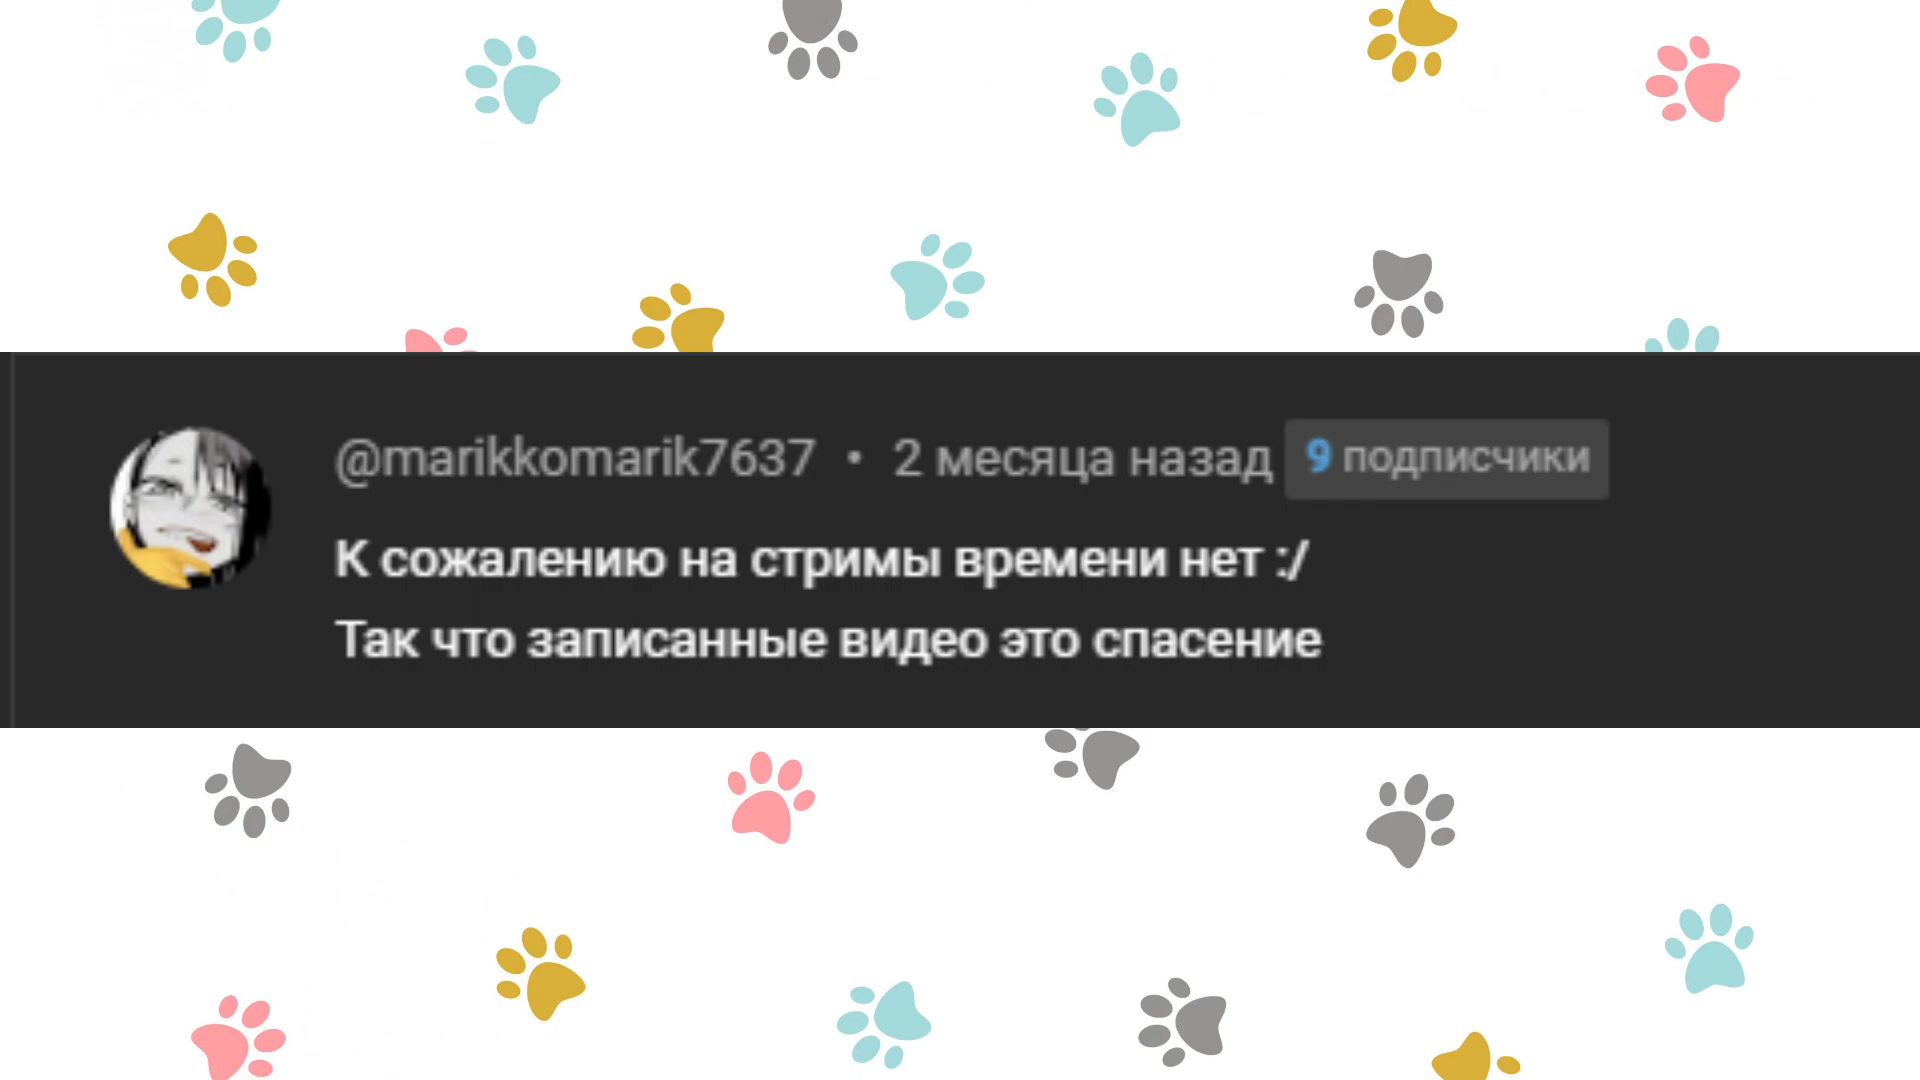 @marikkomarik7637 • 2 месяца назад 9 подписчики
К сожалению на стримы времени нет :/
Так что записанные видео это спасение